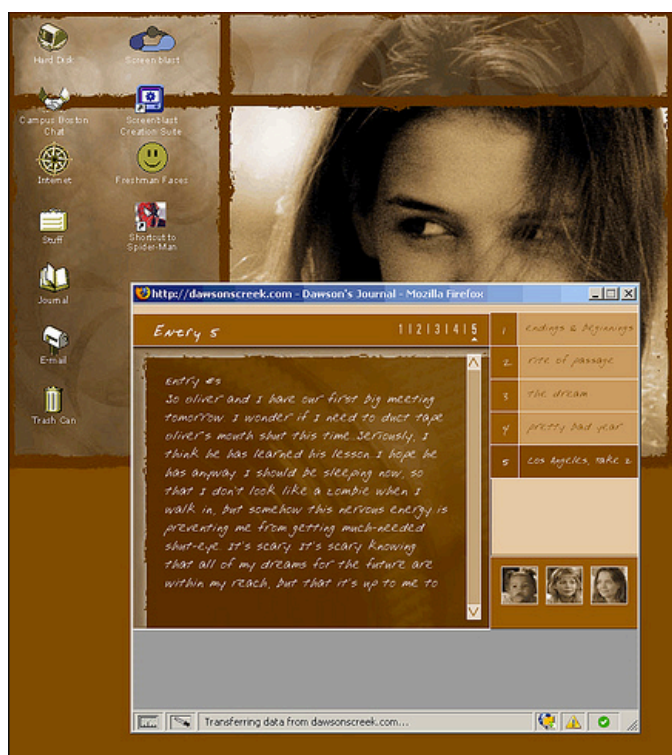 Hard Disk
Screen blast
Campus Boston
Chat
Screenblast
Creation Suite
Internet
Freshman Faces
Stuff
Shortcut to
Spider-Man
Journal
E-mail
Trash Can
http://dawsonscreek.com - Dawson's Journal - Mozilla Firefox
Entry 5
1|2|3|4|5
Entry #5
So Oliver and I have our first big meeting
tomorrow. I wonder if I need to duct tape
Oliver's mouth shut this time. Seriously, I
think he has learned his lesson. I hope he
has anyway. I should be sleeping now, so
that I don't look like a zombie when I
walk in, but somehow this nervous energy is
preventing me from getting much-needed
shut-eye. It's scary. It's scary knowing
that all of my dreams for the future are
within my reach, but that it's up to me to
1 endings & beginnings
2 rite of passage
3 the dream
4 pretty bad year
5 Los Angeles, take 2
Transferring data from dawsonscreek.com...